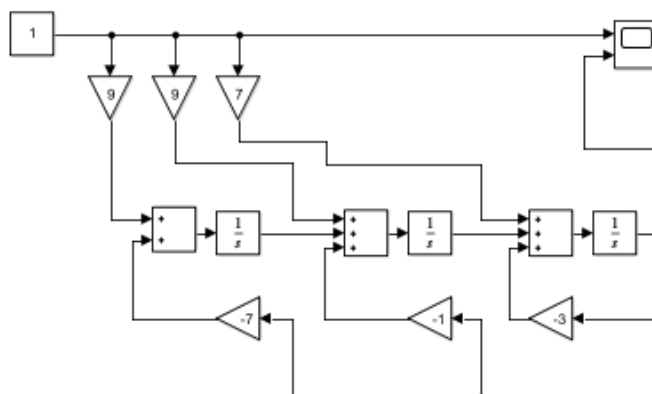 1
9 9 7
+ + +
+ 1/s + 1/s + 1/s
+ +
-7 -1 -3